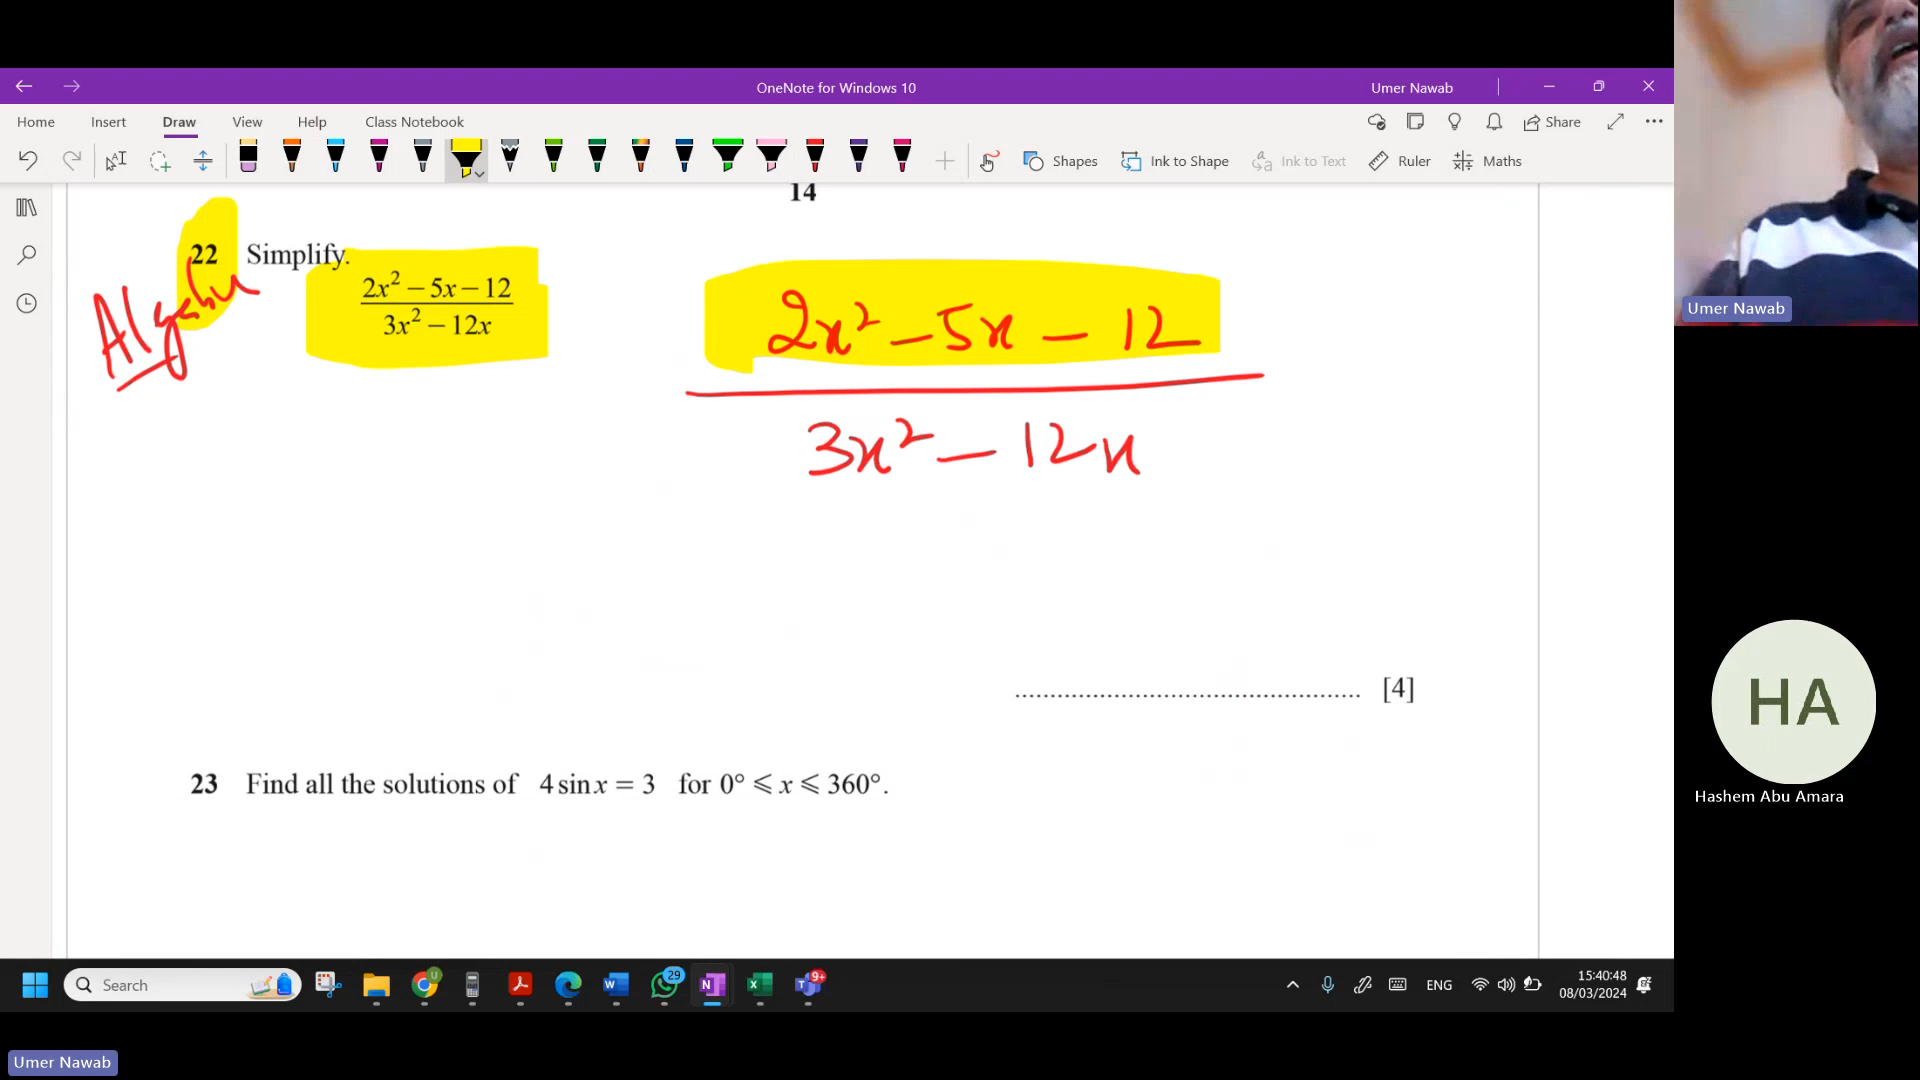 OneNote for Windows 10
Umer Nawab
Home Insert Draw View Help Class Notebook
Share
Shapes Ink to Shape Ink to Text Ruler Maths
14
22 Simplify.
2x² − 5x − 12
3x² − 12x
Algebra
2x² − 5x − 12
3x² − 12x
Umer Nawab
.................................................. [4]
23 Find all the solutions of 4 sin x = 3 for 0° ⩽ x ⩽ 360°.
HA
Hashem Abu Amara
Search
U
29
9+
ENG
15:40:48
08/03/2024
Umer Nawab